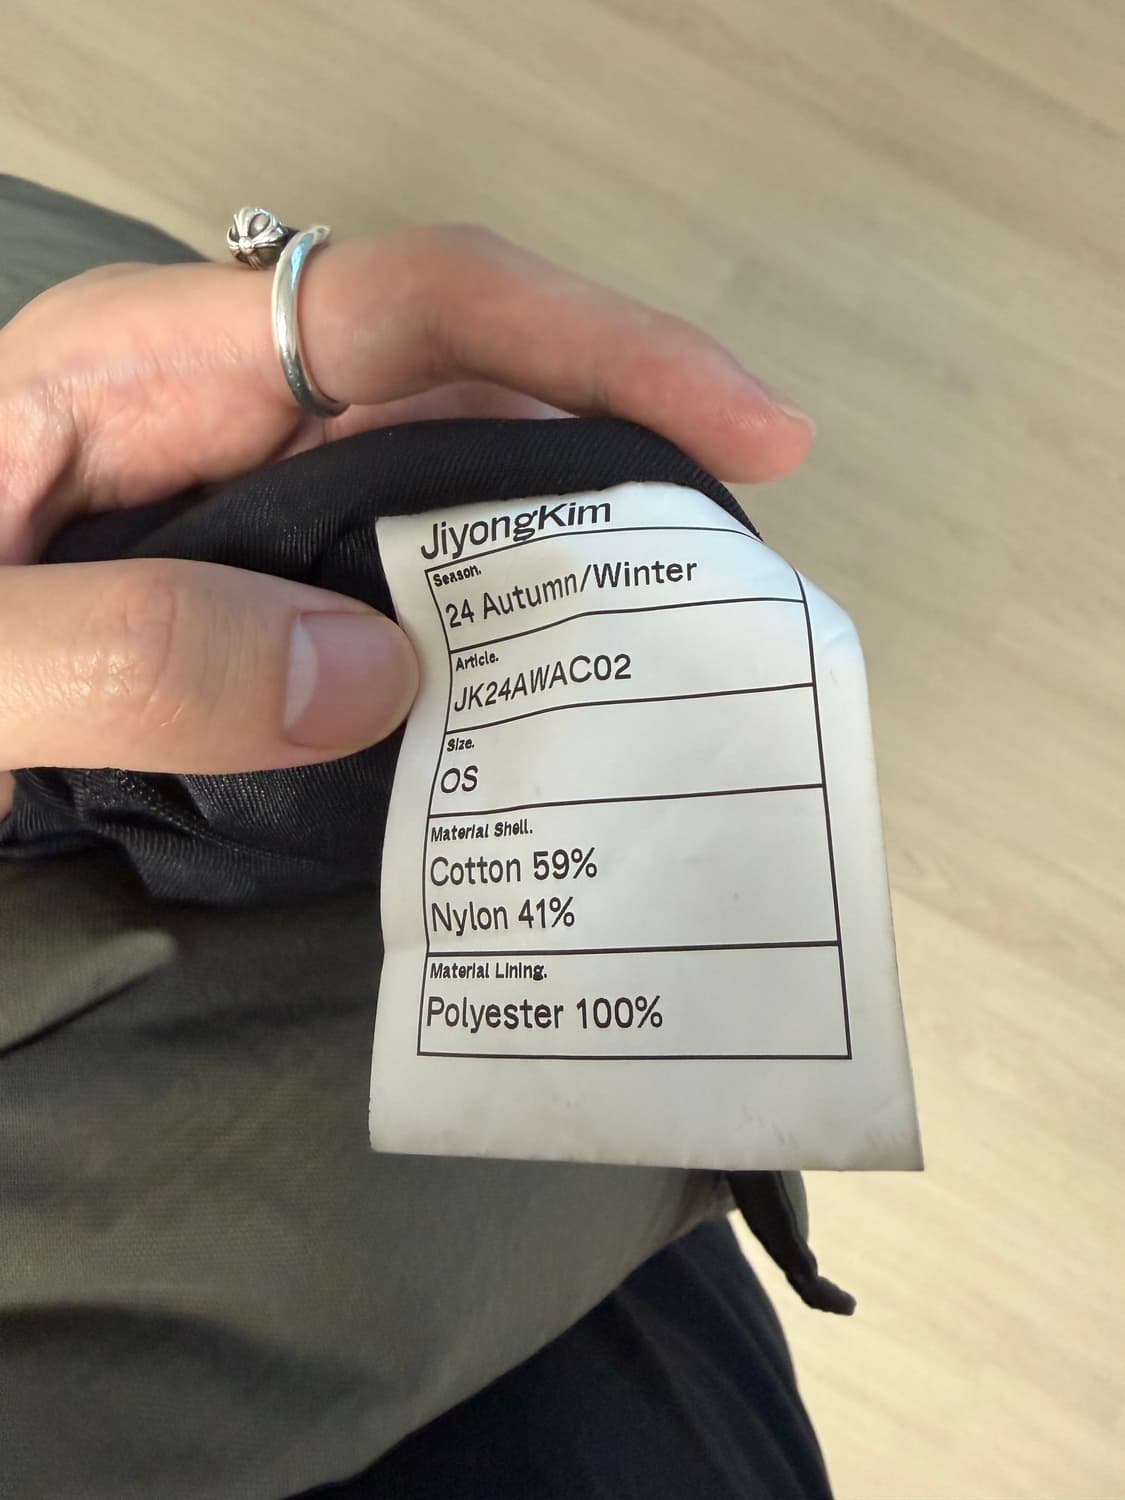 JiyongKim
Season.
24 Autumn/Winter
Article.
JK24AWAC02
Size.
OS
Material Shell.
Cotton 59%
Nylon 41%
Material Lining.
Polyester 100%